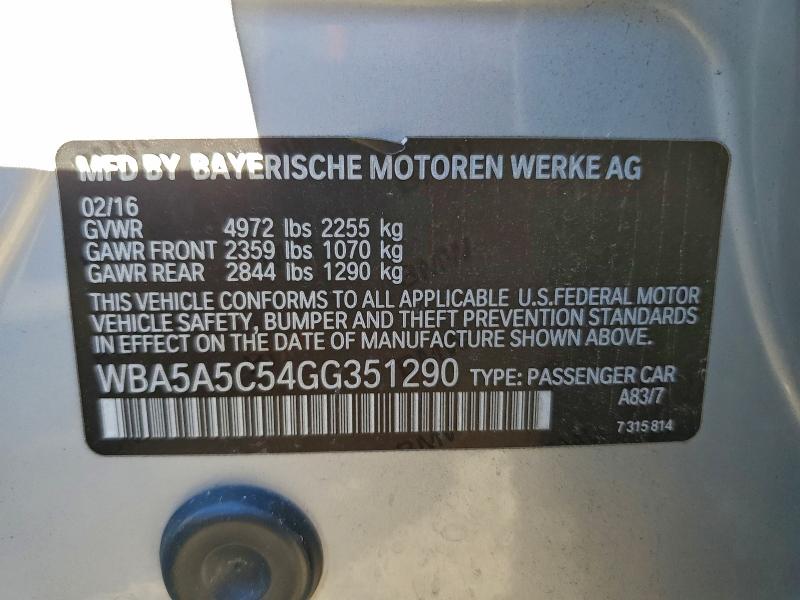 MFD BY BAYERISCHE MOTOREN WERKE AG
02/16
GVWR 4972 lbs 2255 kg
GAWR FRONT 2359 lbs 1070 kg
GAWR REAR 2844 lbs 1290 kg
THIS VEHICLE CONFORMS TO ALL APPLICABLE U.S.FEDERAL MOTOR
VEHICLE SAFETY, BUMPER AND THEFT PREVENTION STANDARDS
IN EFFECT ON THE DATE OF MANUFACTURE SHOWN ABOVE.
WBA5A5C54GG351290 TYPE: PASSENGER CAR
A83/7
7 315 814
BMW
BMW